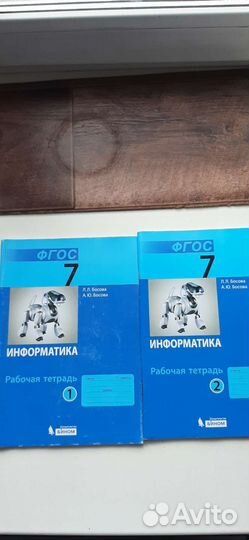 ФГОС
7
Л.Л. Босова
А.Ю. Босова
ИНФОРМАТИКА
Рабочая тетрадь 1
БИНОМ
ФГОС
7
Л.Л. Босова
А.Ю. Босова
ИНФОРМАТИКА
Рабочая тетрадь 2
БИНОМ
Avito